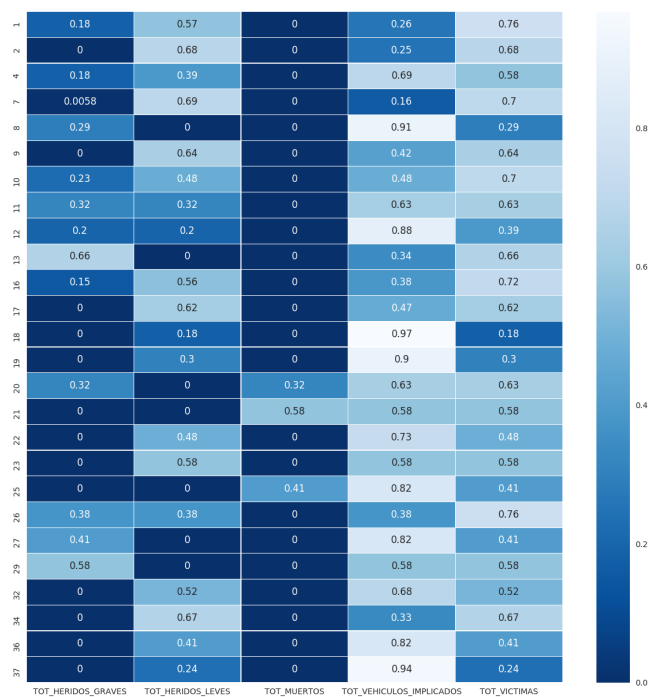 1 0.18 0.57 0 0.26 0.76
2 0 0.68 0 0.25 0.68
4 0.18 0.39 0 0.69 0.58
7 0.0058 0.69 0 0.16 0.7
8 0.29 0 0 0.91 0.29
9 0 0.64 0 0.42 0.64
10 0.23 0.48 0 0.48 0.7
11 0.32 0.32 0 0.63 0.63
12 0.2 0.2 0 0.88 0.39
13 0.66 0 0 0.34 0.66
16 0.15 0.56 0 0.38 0.72
17 0 0.62 0 0.47 0.62
18 0 0.18 0 0.97 0.18
19 0 0.3 0 0.9 0.3
20 0.32 0 0.32 0.63 0.63
21 0 0 0.58 0.58 0.58
22 0 0.48 0 0.73 0.48
23 0 0.58 0 0.58 0.58
25 0 0 0.41 0.82 0.41
26 0.38 0.38 0 0.38 0.76
27 0.41 0 0 0.82 0.41
29 0.58 0 0 0.58 0.58
32 0 0.52 0 0.68 0.52
34 0 0.67 0 0.33 0.67
36 0 0.41 0 0.82 0.41
37 0 0.24 0 0.94 0.24
TOT_HERIDOS_GRAVES TOT_HERIDOS_LEVES TOT_MUERTOS TOT_VEHICULOS_IMPLICADOS TOT_VICTIMAS
0.8
0.6
0.4
0.2
0.0